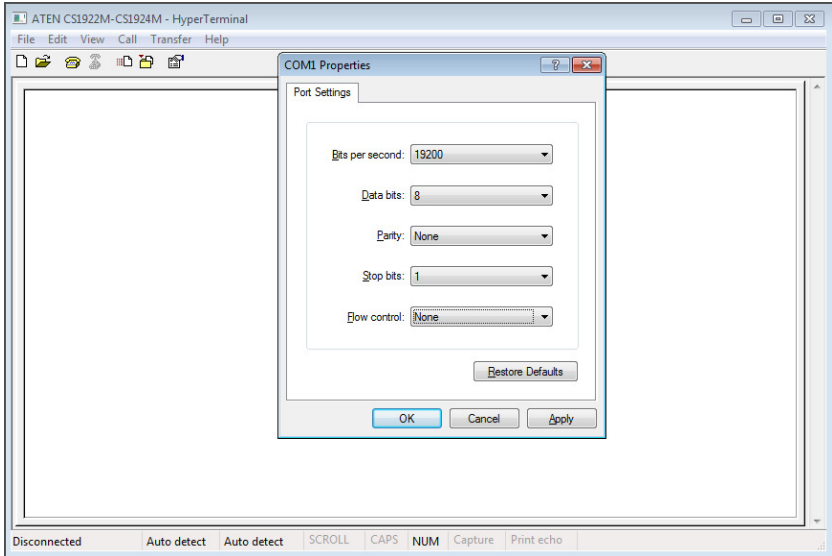 ATEN CS1922M-CS1924M - HyperTerminal
File Edit View Call Transfer Help
COM1 Properties
Port Settings
Bits per second: 19200
Data bits: 8
Parity: None
Stop bits: 1
Flow control: None
Restore Defaults
OK Cancel Apply
Disconnected Auto detect Auto detect SCROLL CAPS NUM Capture Print echo